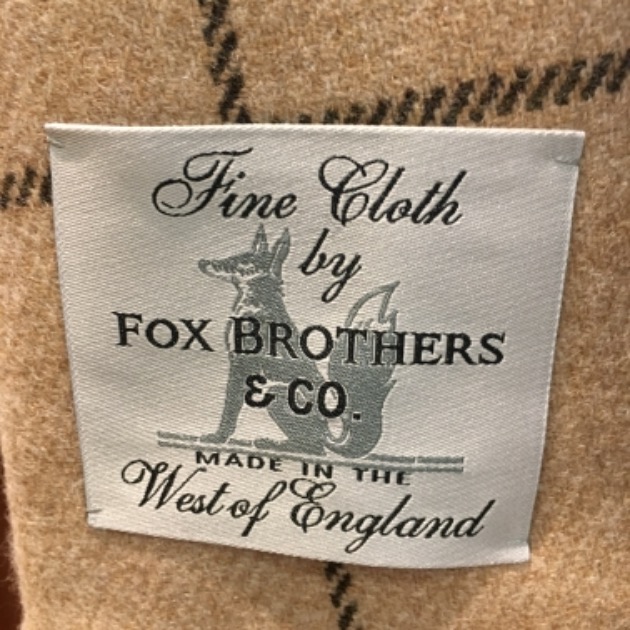 Fine Cloth
by
FOX BROTHERS
& CO.
MADE IN THE
West of England